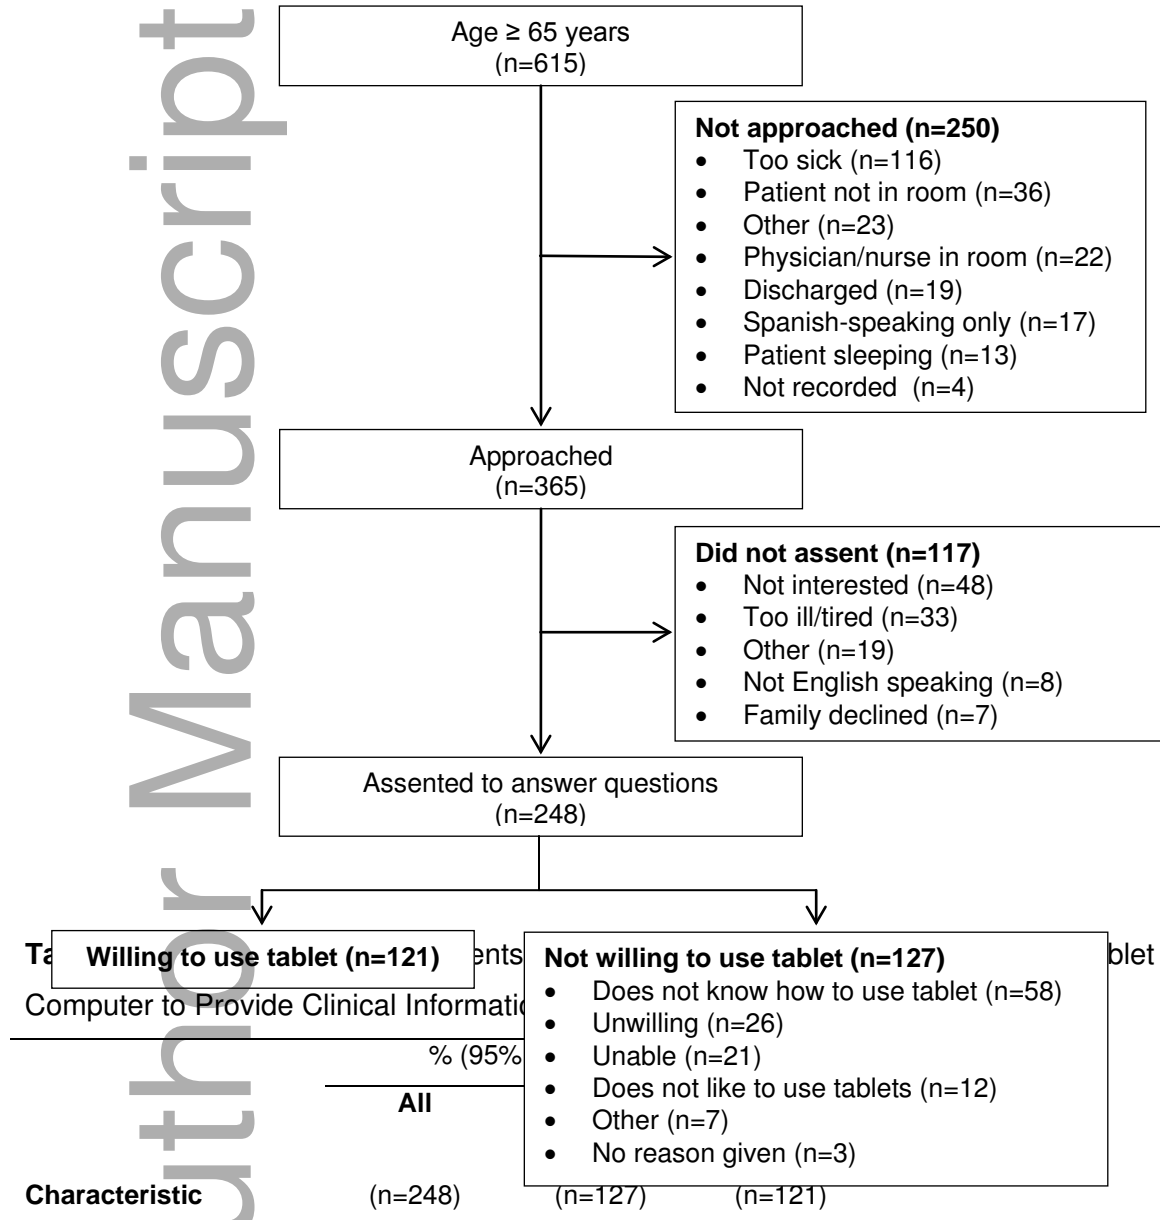 Age ≥ 65 years
(n=615)
Not approached (n=250)
• Too sick (n=116)
• Patient not in room (n=36)
• Other (n=23)
• Physician/nurse in room (n=22)
• Discharged (n=19)
• Spanish-speaking only (n=17)
• Patient sleeping (n=13)
• Not recorded  (n=4)
Approached
(n=365)
Did not assent (n=117)
• Not interested (n=48)
• Too ill/tired (n=33)
• Other (n=19)
• Not English speaking (n=8)
• Family declined (n=7)
Assented to answer questions
(n=248)
Willing to use tablet (n=121)
Not willing to use tablet (n=127)
• Does not know how to use tablet (n=58)
• Unwilling (n=26)
• Unable (n=21)
• Does not like to use tablets (n=12)
• Other (n=7)
• No reason given (n=3)
Computer to Provide Clinical
% (95%
All
Characteristic (n=248) (n=127) (n=121)
Manuscript